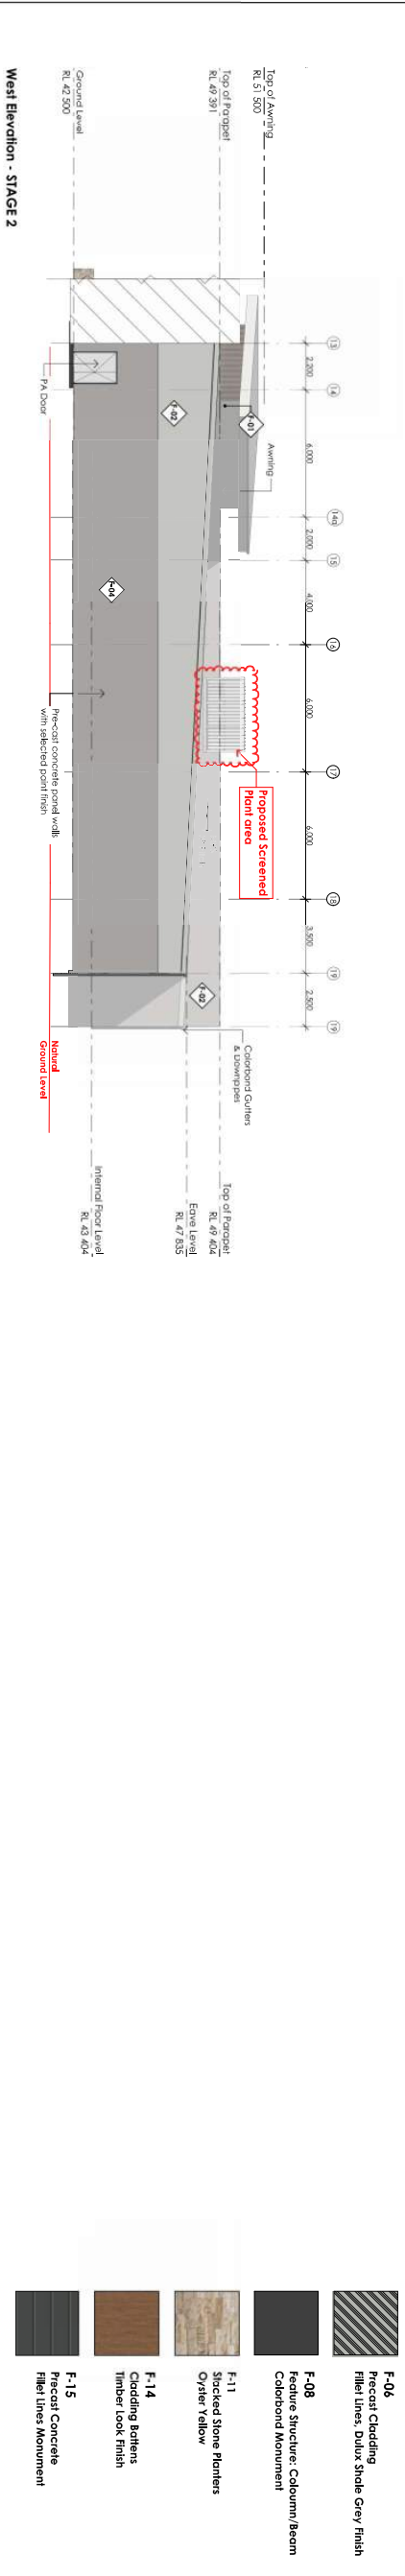 13
14
14a
15
16
17
18
19
19
2,200
6,000
2,000
4,000
6,000
6,000
3,500
2,500
Top of Awning
RL 51 500
Top of Parapet
RL 49 391
Ground Level
RL 42 500
F-01
Awning
F-02
F-04
PA Door
Proposed Screened
Plant area
Pre-cast concrete panel walls
with selected paint finish
F-02
Colorbond Gutters
& Downpipes
Natural
Ground Level
Top of Parapet
RL 49 404
Eave Level
RL 47 835
Internal Floor Level
RL 43 404
West Elevation - STAGE 2
F-06
Precast Cladding
Fillet Lines, Dulux Shale Grey Finish
F-08
Feature Structure: Coloumn/Beam
Colorbond Monument
F-11
Stacked Stone Planters
Oyster Yellow
F-14
Cladding Battens
Timber Look Finish
F-15
Precast Concrete
Fillet Lines Monument